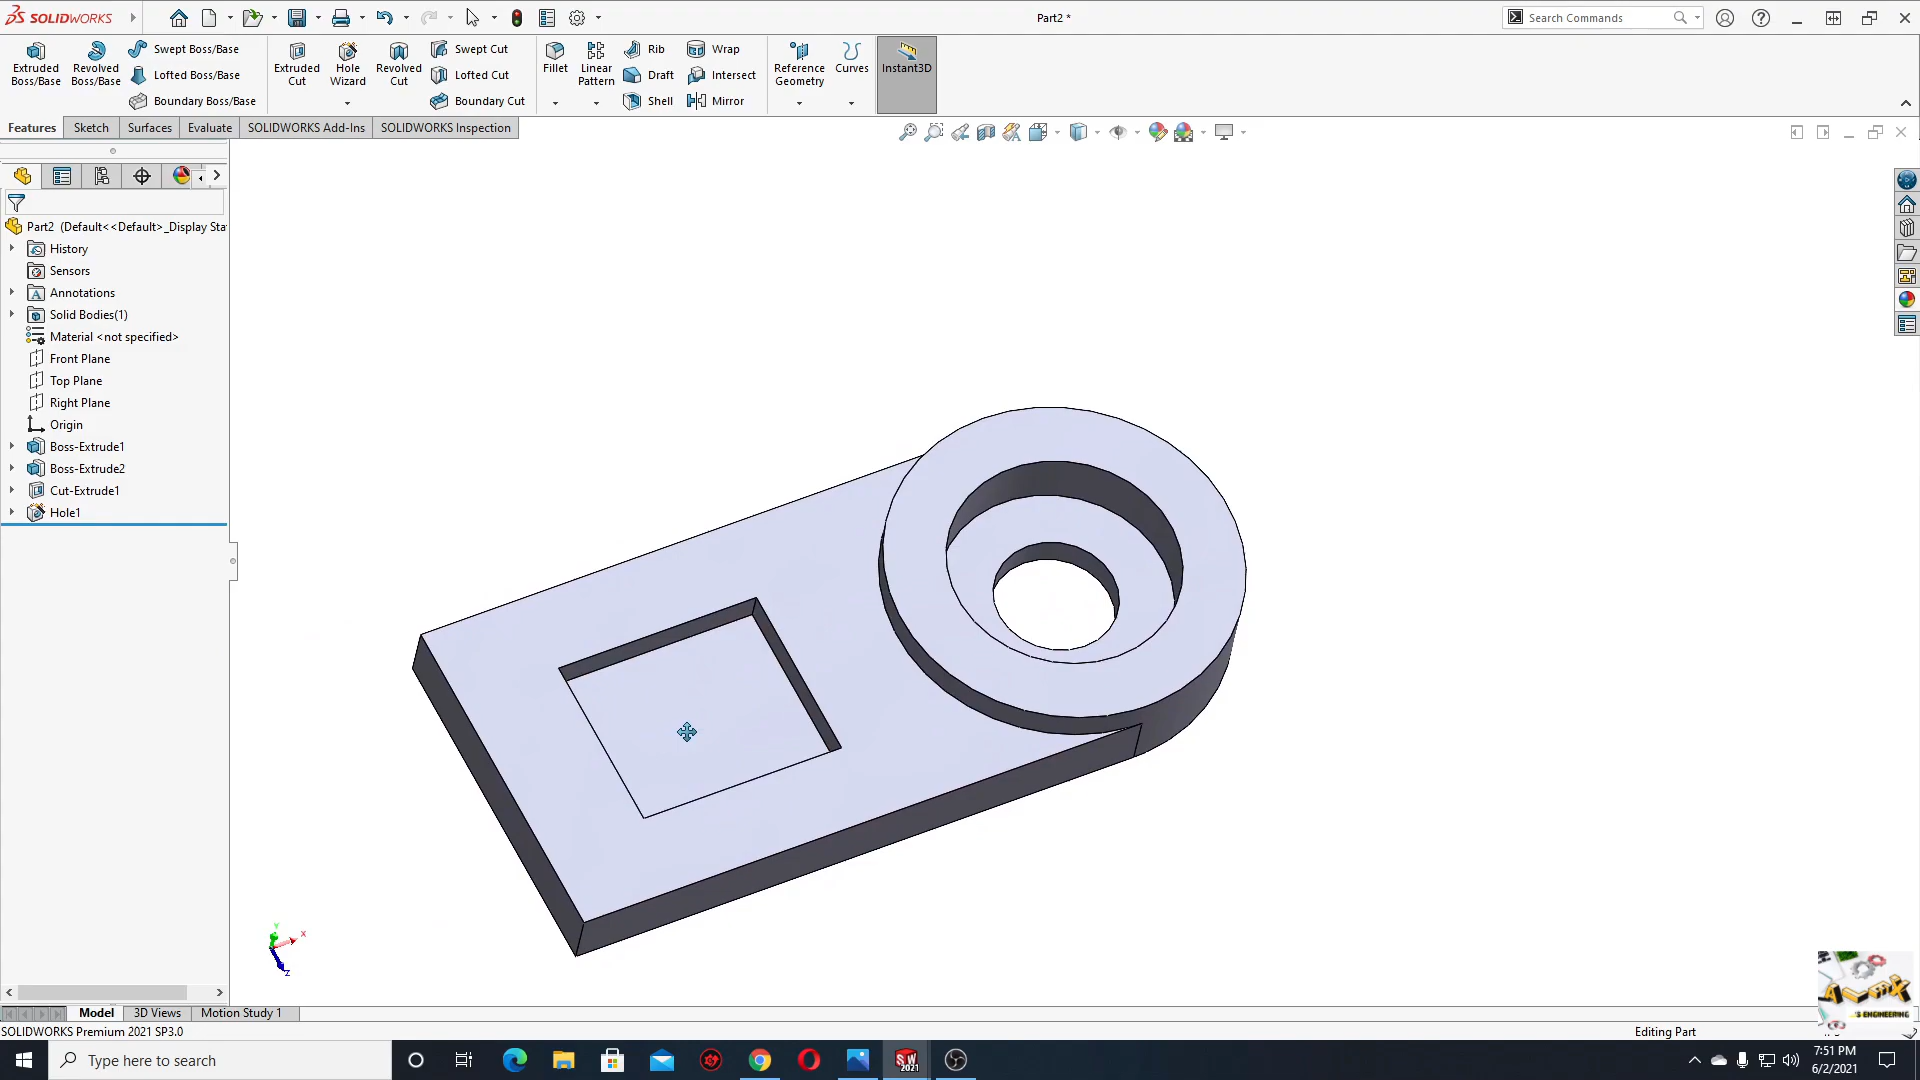 SOLIDWORKS
Part2 *
Search Commands
Extruded Boss/Base
Revolved Boss/Base
Swept Boss/Base
Lofted Boss/Base
Boundary Boss/Base
Extruded Cut
Hole Wizard
Revolved Cut
Swept Cut
Lofted Cut
Boundary Cut
Fillet
Linear Pattern
Rib
Draft
Shell
Wrap
Intersect
Mirror
Reference Geometry
Curves
Instant3D
Features
Sketch
Surfaces
Evaluate
SOLIDWORKS Add-Ins
SOLIDWORKS Inspection
Part2 (Default<<Default>_Display Sta
History
Sensors
Annotations
Solid Bodies(1)
Material <not specified>
Front Plane
Top Plane
Right Plane
Origin
Boss-Extrude1
Boss-Extrude2
Cut-Extrude1
Hole1
Y
X
Z
Model
3D Views
Motion Study 1
SOLIDWORKS Premium 2021 SP3.0
Editing Part
'S ENGINEERING
Type here to search
SW
2021
7:51 PM
6/2/2021